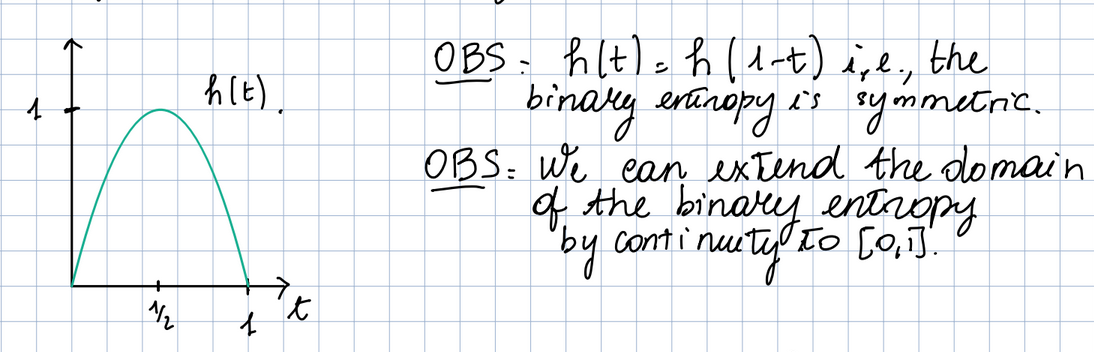 h(t).
1
1/2
1
t
OBS: h(t) = h(1-t) i.e., the
binary entropy is symmetric.
OBS: We can extend the domain
of the binary entropy
by continuity to [0,1].